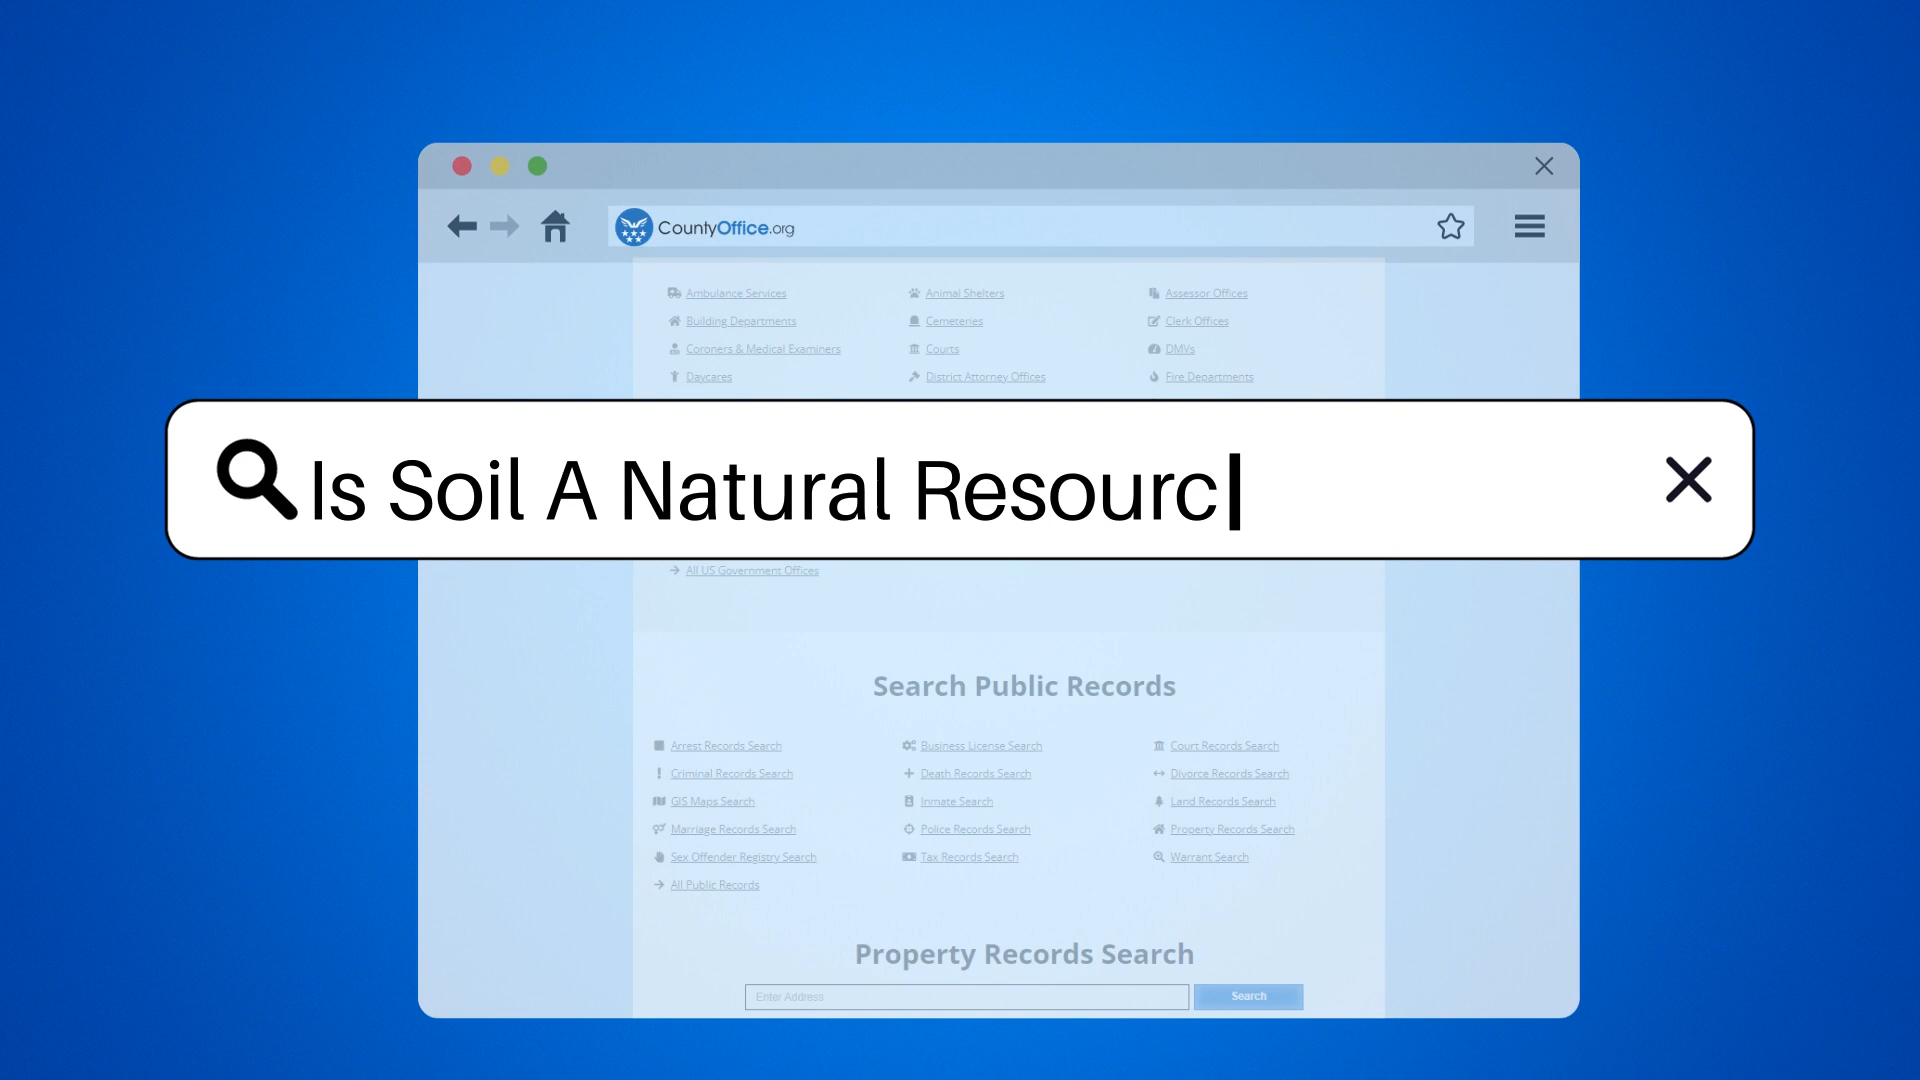 CountyOffice.org
Ambulance Services Animal Shelters Assessor Offices
Building Departments Cemeteries Clerk Offices
Coroners & Medical Examiners Courts DMVs
Daycares District Attorney Offices Fire Departments
Is Soil A Natural Resourc
All US Government Offices
Search Public Records
Arrest Records Search Business License Search Court Records Search
Criminal Records Search Death Records Search Divorce Records Search
GIS Maps Search Inmate Search Land Records Search
Marriage Records Search Police Records Search Property Records Search
Sex Offender Registry Search Tax Records Search Warrant Search
All Public Records
Property Records Search
Enter Address Search